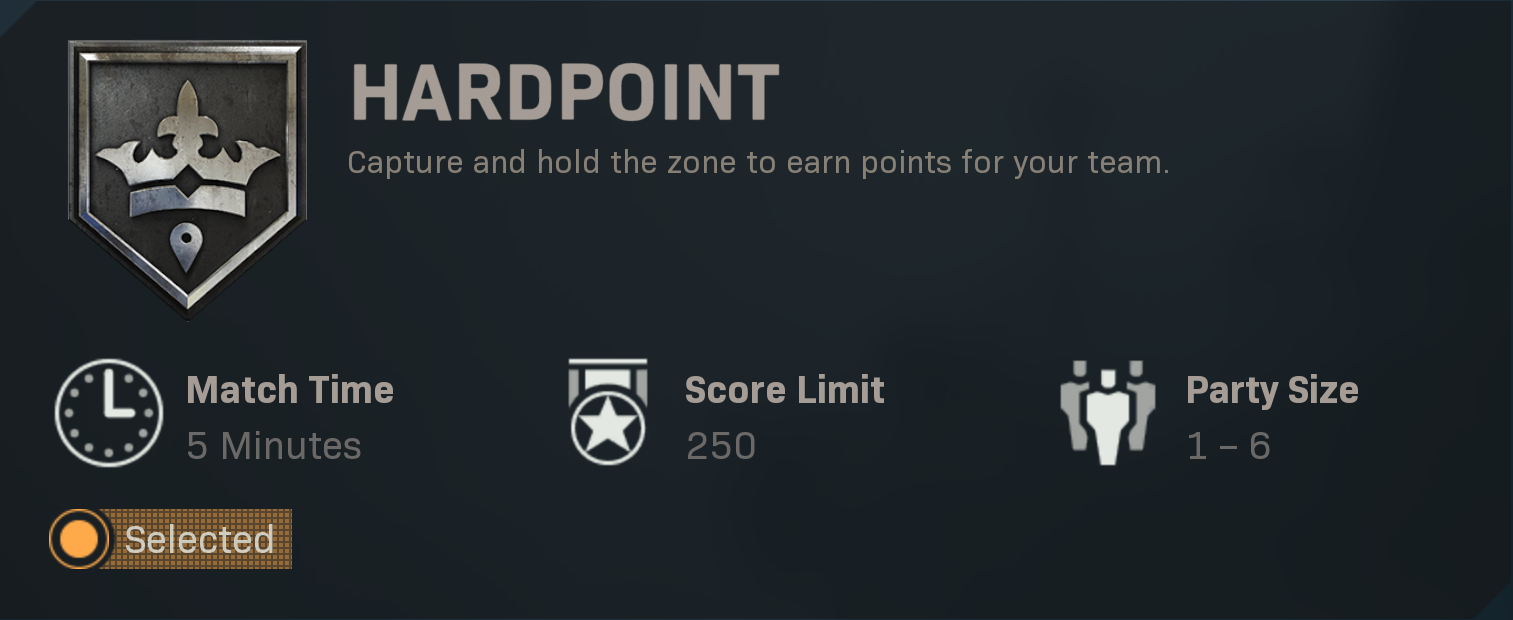 HARDPOINT
Capture and hold the zone to earn points for your team.
Match Time
5 Minutes
Score Limit
250
Party Size
1 – 6
Selected